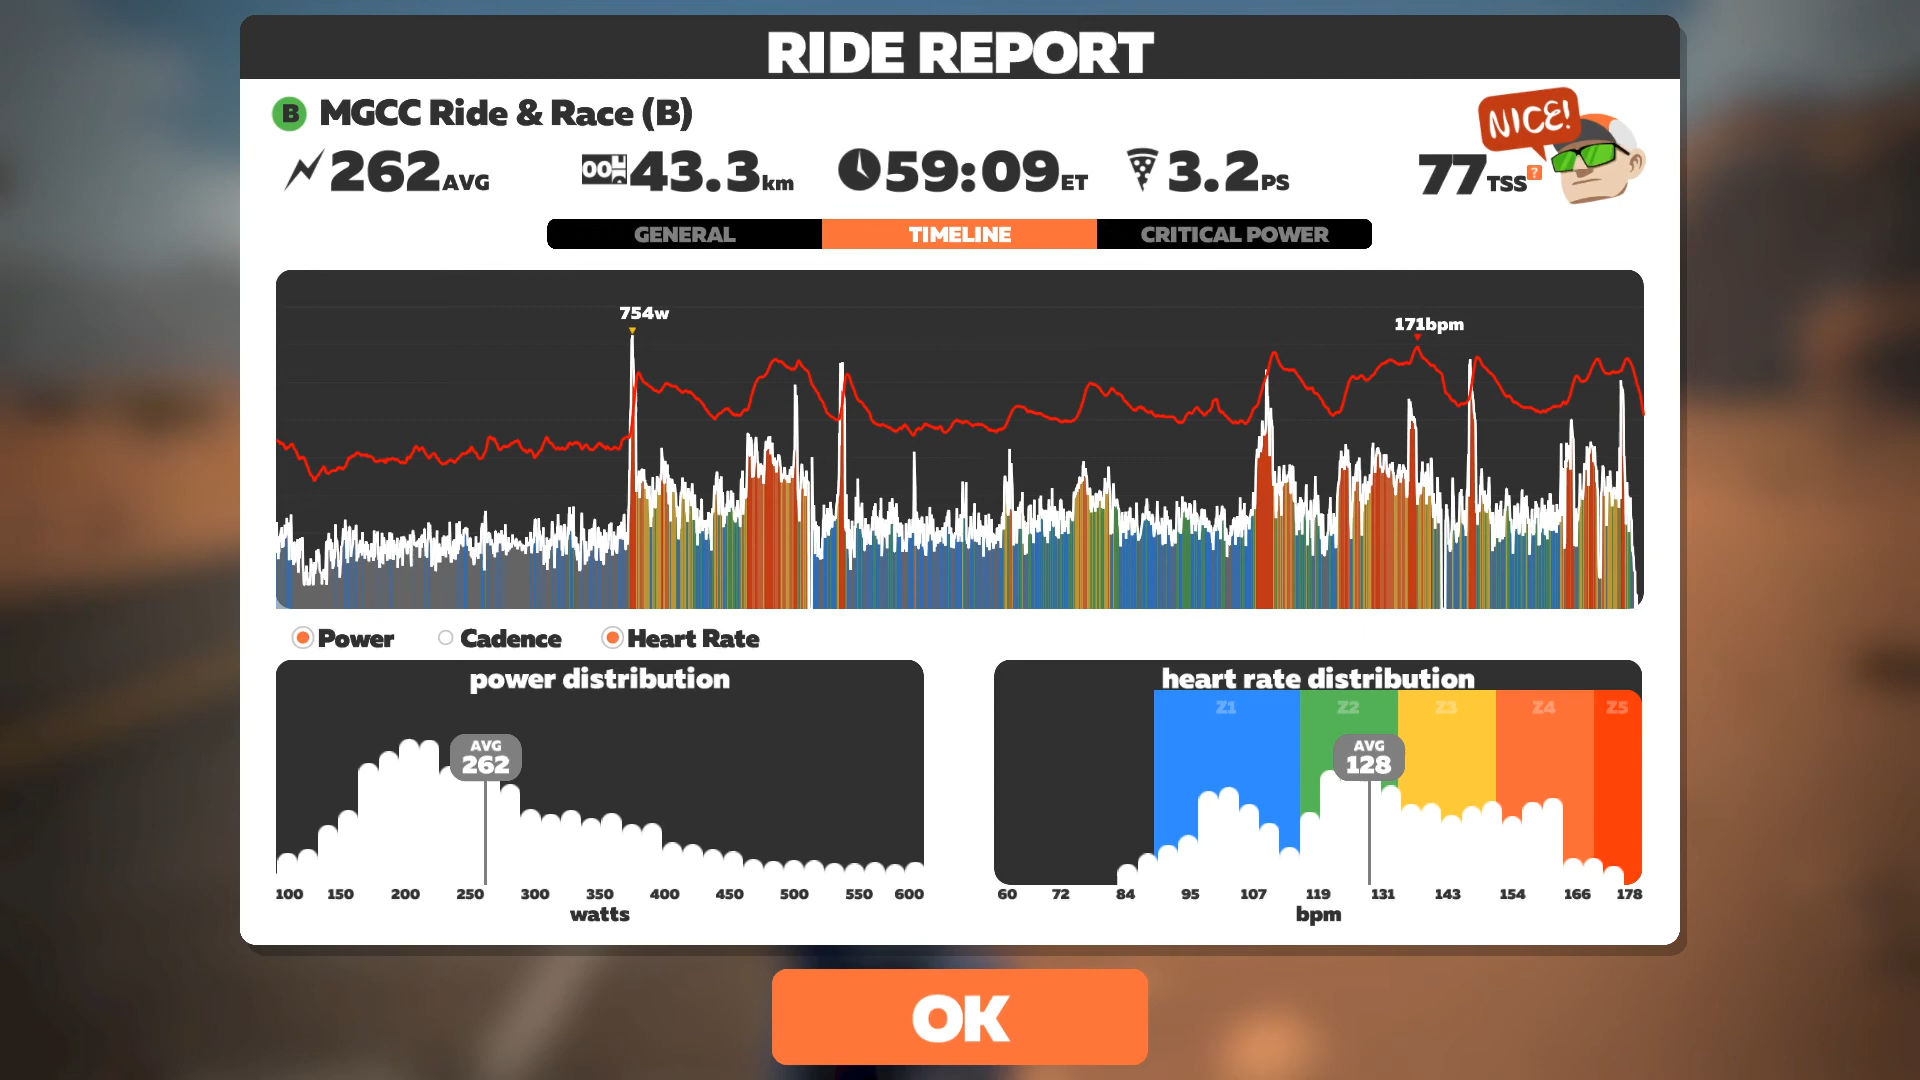 RIDE REPORT
B MGCC Ride & Race (B)
NICE!
262AVG 43.3km 59:09ET 3.2PS 77TSS?
GENERAL TIMELINE CRITICAL POWER
754w
171bpm
Power Cadence Heart Rate
power distribution
AVG
262
100 150 200 250 300 350 400 450 500 550 600
watts
heart rate distribution
Z1 Z2 Z3 Z4 Z5
AVG
128
60 72 84 95 107 119 131 143 154 166 178
bpm
OK